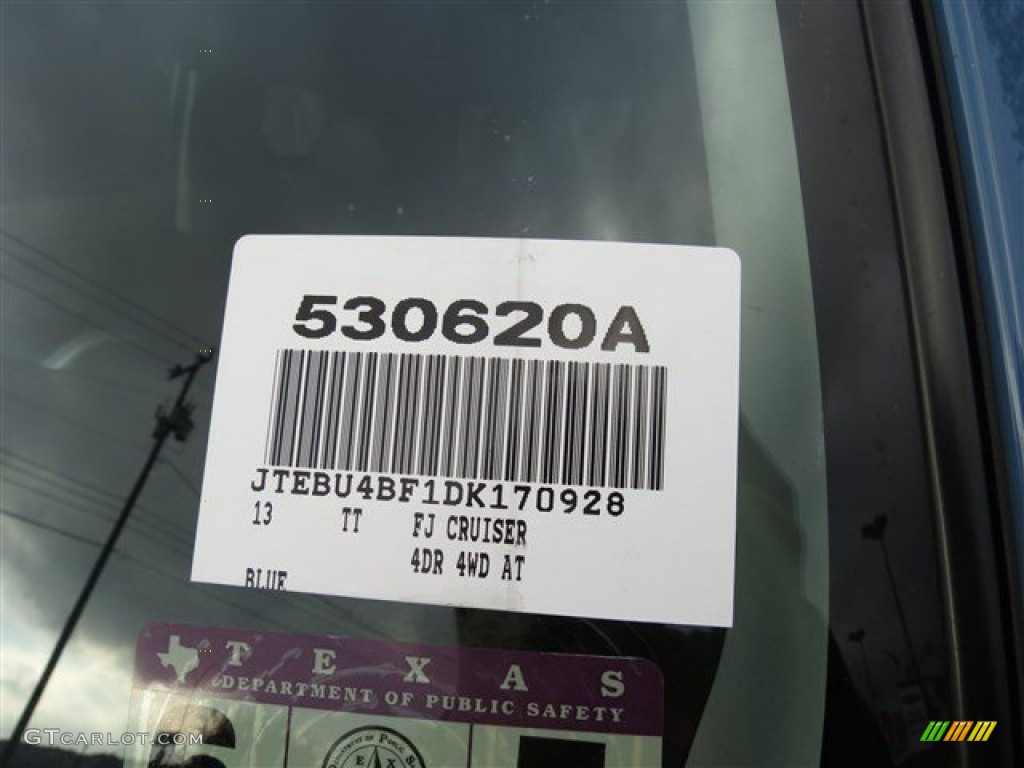 530620A
JTEBU4BF1DK170928
13 TT FJ CRUISER
4DR 4WD AT
BLUE
TEXAS
DEPARTMENT OF PUBLIC SAFETY
GTCARLOT.COM